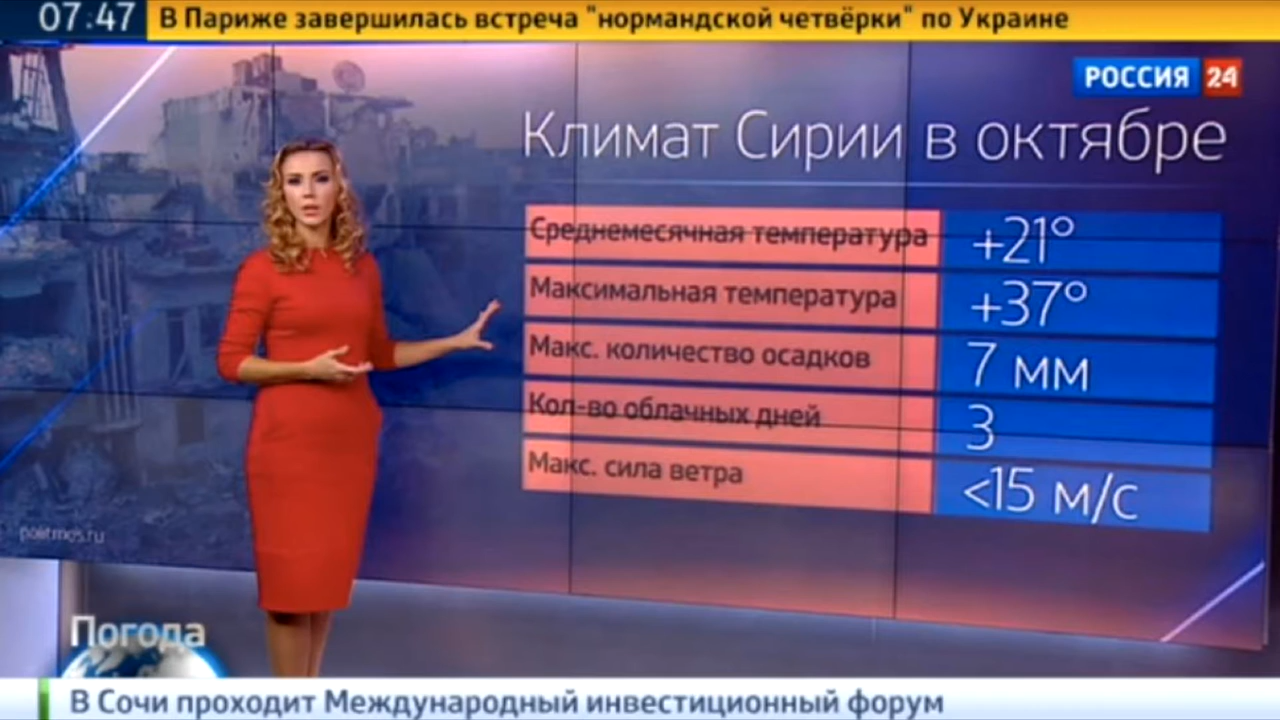 07:47
В Париже завершилась встреча "нормандской четвёрки" по Украине
РОССИЯ 24
Климат Сирии в октябре
Среднемесячная температура +21°
Максимальная температура +37°
Макс. количество осадков 7 мм
Кол-во облачных дней 3
Макс. сила ветра <15 м/с
politmos.ru
Погода
В Сочи проходит Международный инвестиционный форум